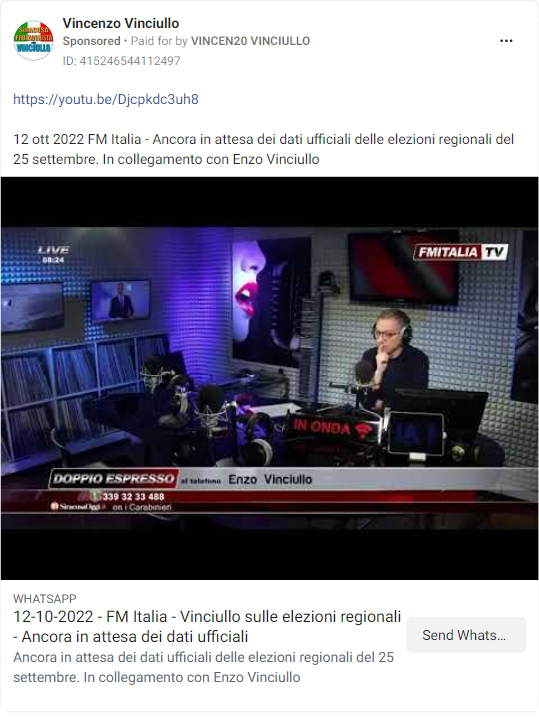 Vincenzo Vinciullo
Sponsored • Paid for by VINCEN20 VINCIULLO
ID: 415246544112497
https://youtu.be/Djcpkdc3uh8
12 ott 2022 FM Italia - Ancora in attesa dei dati ufficiali delle elezioni regionali del
25 settembre. In collegamento con Enzo Vinciullo
LIVE
08:24
FMITALIA TV
IN ONDA
DOPPIO ESPRESSO al telefono Enzo Vinciullo
339 32 33 488
SiracusaOggi.it on i Carabinieri
WHATSAPP
12-10-2022 - FM Italia - Vinciullo sulle elezioni regionali
- Ancora in attesa dei dati ufficiali
Send Whats...
Ancora in attesa dei dati ufficiali delle elezioni regionali del 25
settembre. In collegamento con Enzo Vinciullo